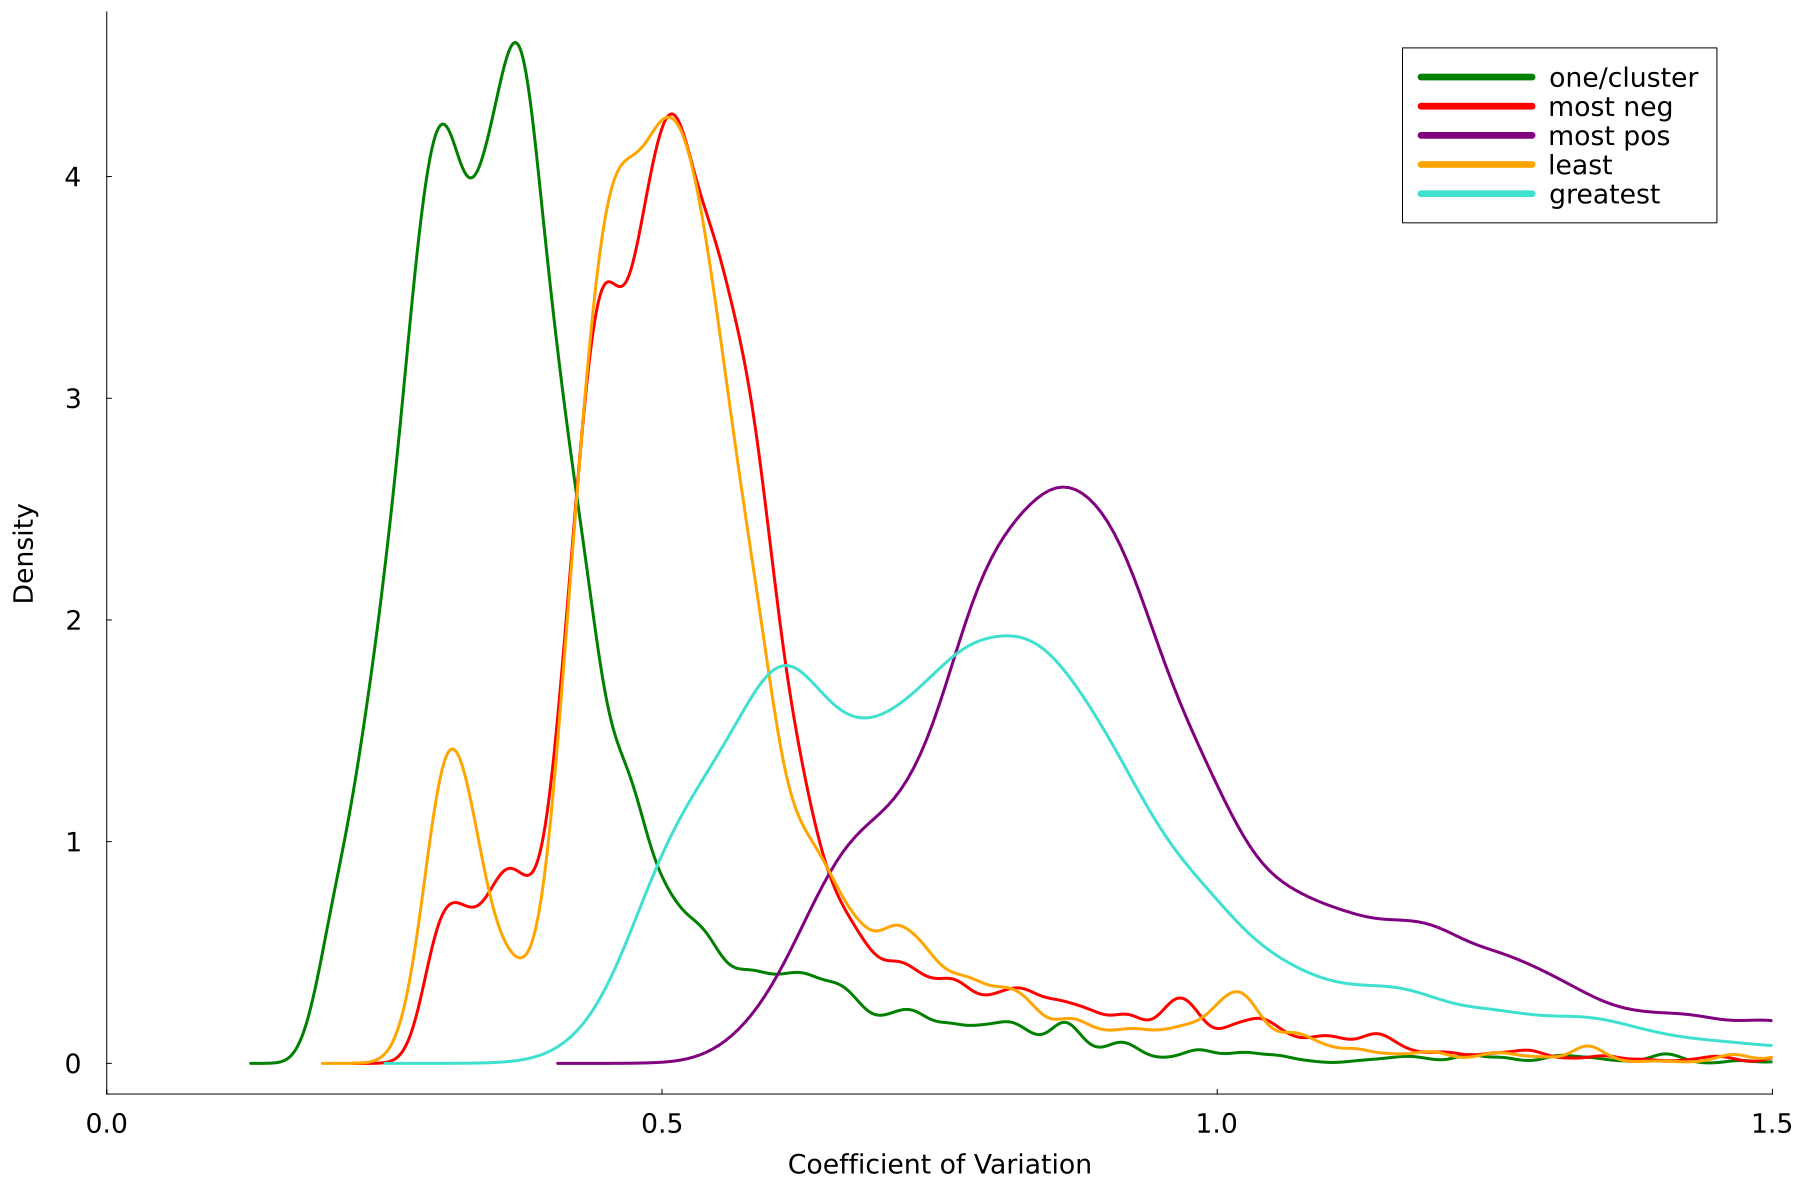 one/cluster
most neg
most pos
least
greatest
4
3
2
1
0
Density
0.0 0.5 1.0 1.5
Coefficient of Variation